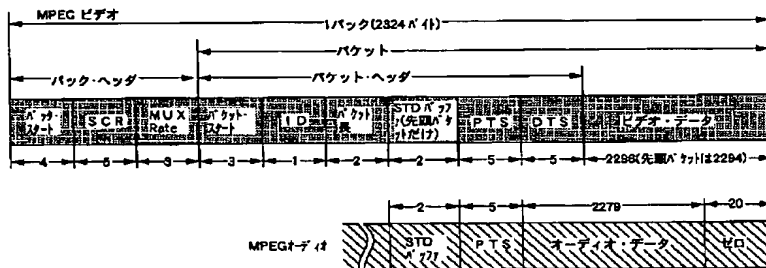 MPEG ビデオ
1パック(2324バイト)
パケット
パック・ヘッダ
パケット・ヘッダ
パック・スタート
SCR
MUX Rate
パケット・スタート
ID
パケット長
STDバッファ(先頭パケットだけ)
PTS
DTS
ビデオ・データ
4
5
3
3
1
2
2
5
5
2296(先頭パケットは2294)
2
5
2279
20
MPEGオーディオ
STDバッファ
PTS
オーディオ・データ
ゼロ